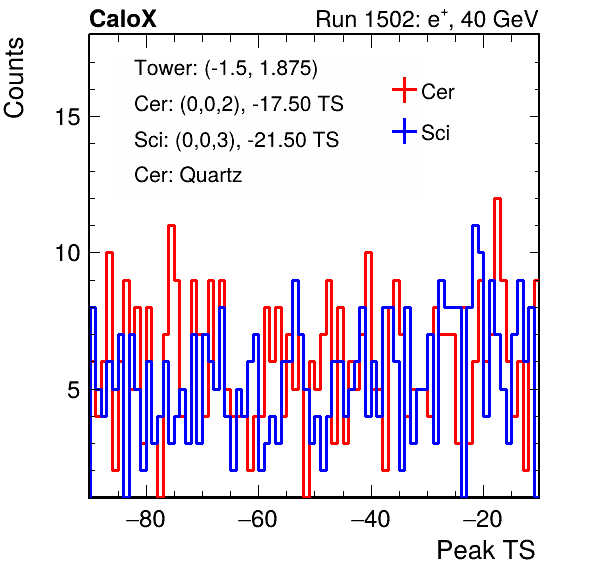 CaloX Run 1502: e⁺, 40 GeV
Counts
Tower: (-1.5, 1.875)
Cer: (0,0,2), -17.50 TS
Sci: (0,0,3), -21.50 TS
Cer: Quartz
Cer
Sci
15
10
5
−80 −60 −40 −20
Peak TS